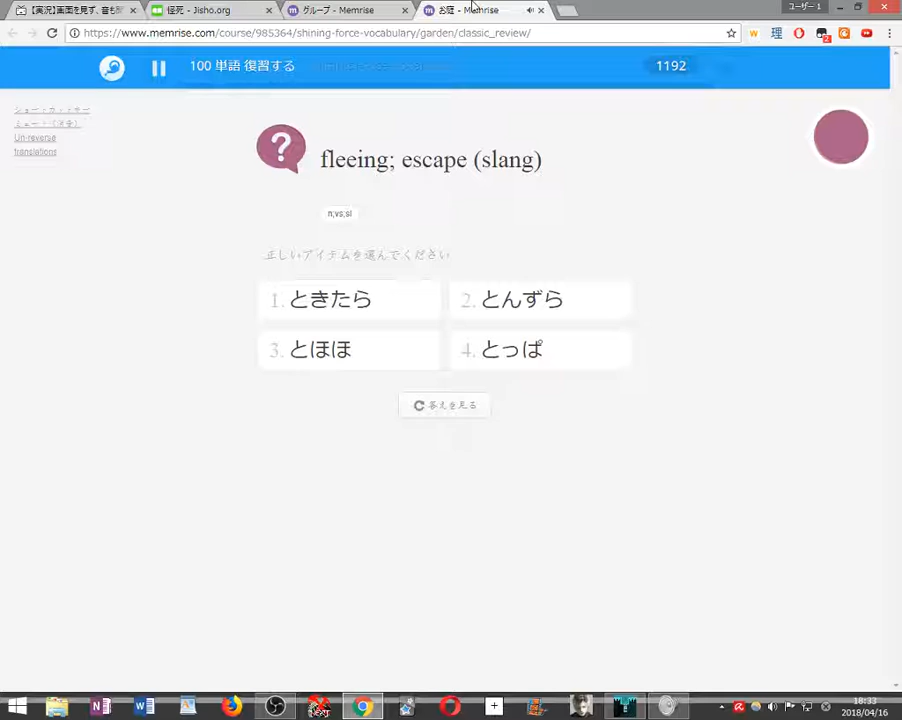 【実況】画面を見ず、音も
怪死 - Jisho.org
グループ - Memrise
お庭 - Memrise
ユーザー 1
https://www.memrise.com/course/985364/shining-force-vocabulary/garden/classic_review/
100 単語 復習する
1192
Un-reverse
translations
fleeing; escape (slang)
n;vs;sl
正しいアイテムを選んでください
1. ときたら
2. とんずら
3. とほほ
4. とっぱ
答えを見る
18:33
2018/04/16